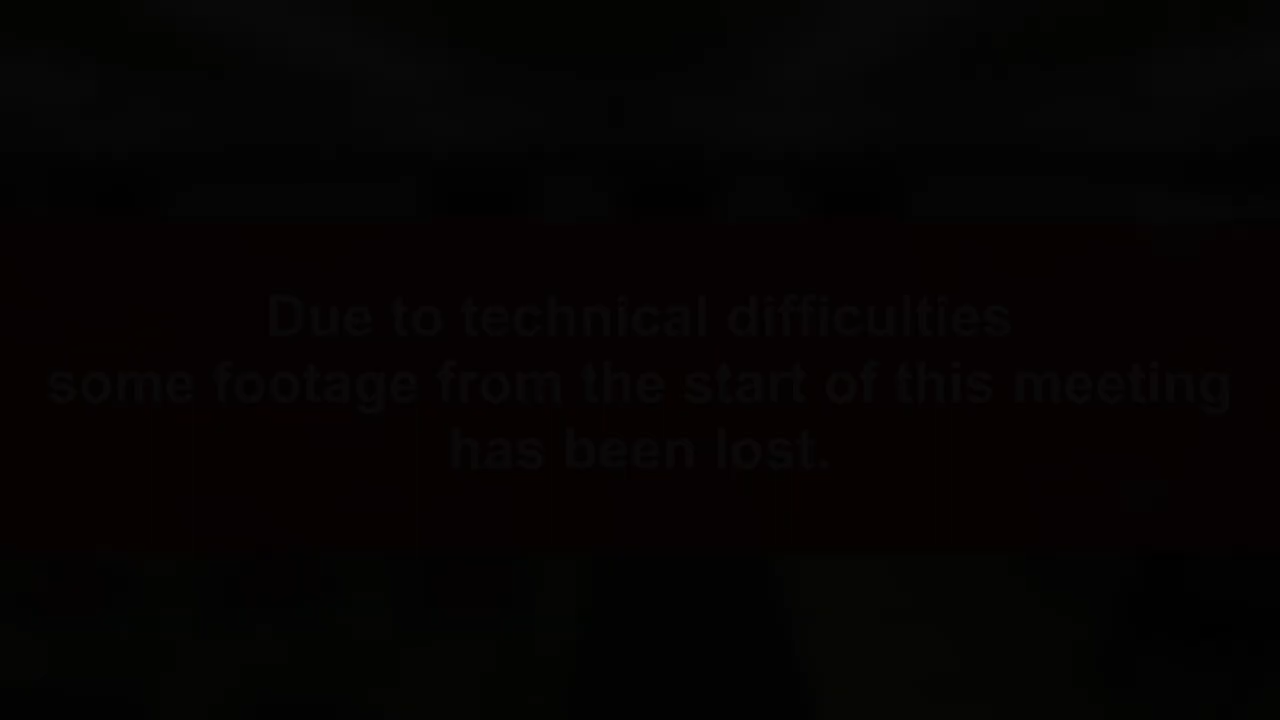 Due to technical difficulties
some footage from the start of this meeting
has been lost.